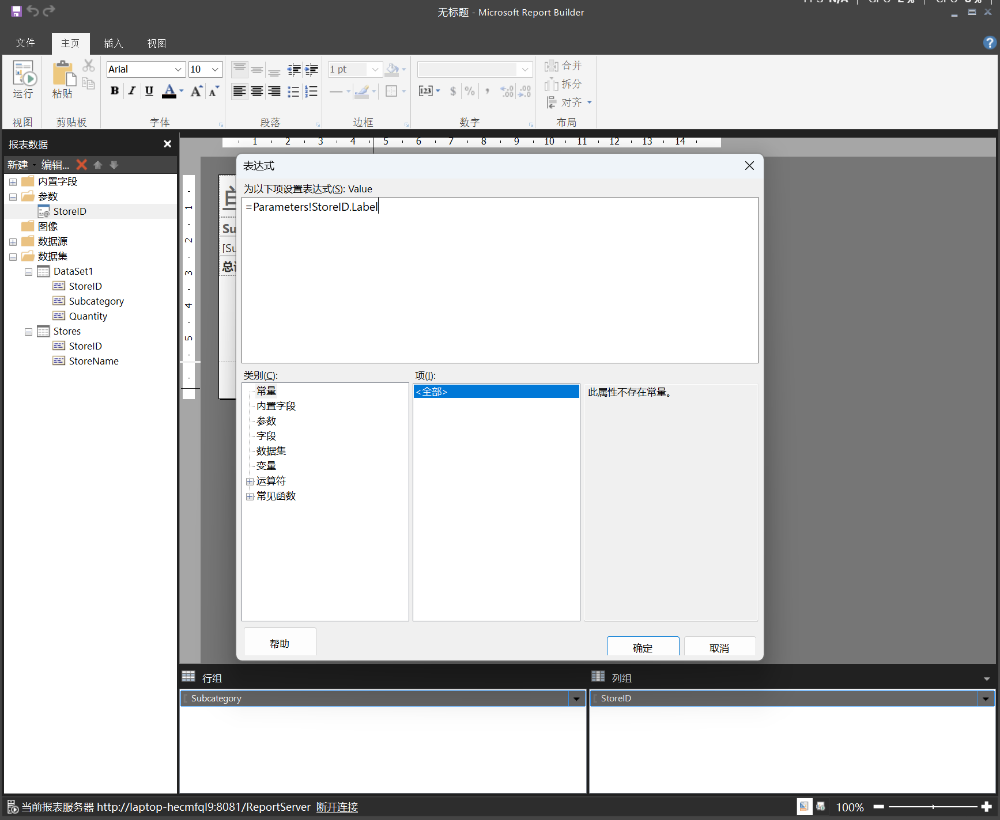 无标题 - Microsoft Report Builder
文件 主页 插入 视图
运行
视图
粘贴
剪贴板
Arial 10
B I U A A A
字体
段落
1 pt
边框
[123] $ % , .00 .00
数字
合并
拆分
对齐
布局
报表数据
新建 编辑...
内置字段
参数
StoreID
图像
数据源
数据集
DataSet1
StoreID
Subcategory
Quantity
Stores
StoreID
StoreName
1 2 3 4 5 6 7 8 9 10 11 12 13 14
1
2
3
4
5
Su
[Su
表达式
为以下项设置表达式(S): Value
=Parameters!StoreID.Label
类别(C):
常量
内置字段
参数
字段
数据集
变量
运算符
常见函数
项(I):
<全部>
此属性不存在常量。
帮助 确定 取消
行组
Subcategory
列组
StoreID
当前报表服务器 http://laptop-hecmfql9:8081/ReportServer 断开连接
100%